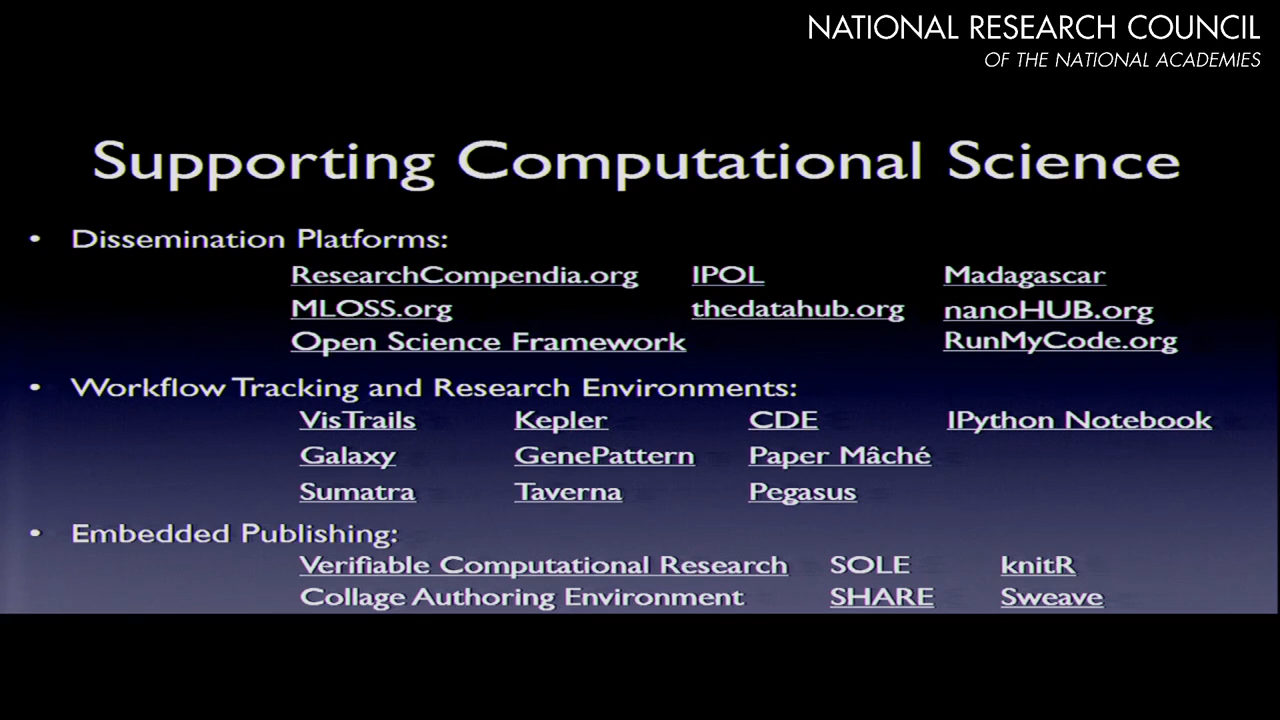 NATIONAL RESEARCH COUNCIL
OF THE NATIONAL ACADEMIES
Supporting Computational Science
• Dissemination Platforms:
ResearchCompendia.org IPOL Madagascar
MLOSS.org thedatahub.org nanoHUB.org
Open Science Framework RunMyCode.org
• Workflow Tracking and Research Environments:
VisTrails Kepler CDE IPython Notebook
Galaxy GenePattern Paper Mâché
Sumatra Taverna Pegasus
• Embedded Publishing:
Verifiable Computational Research SOLE knitR
Collage Authoring Environment SHARE Sweave